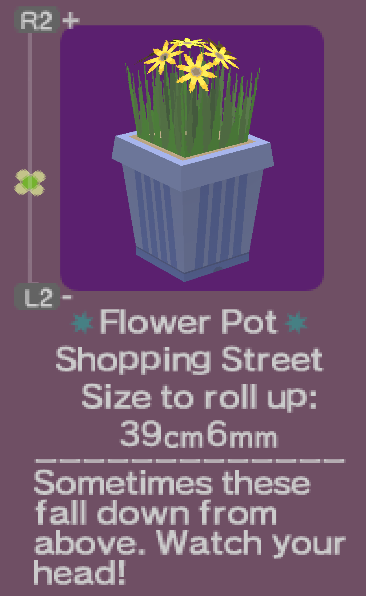 R2 +
L2 -
Flower Pot
Shopping Street
Size to roll up:
39cm6mm
Sometimes these
fall down from
above. Watch your
head!